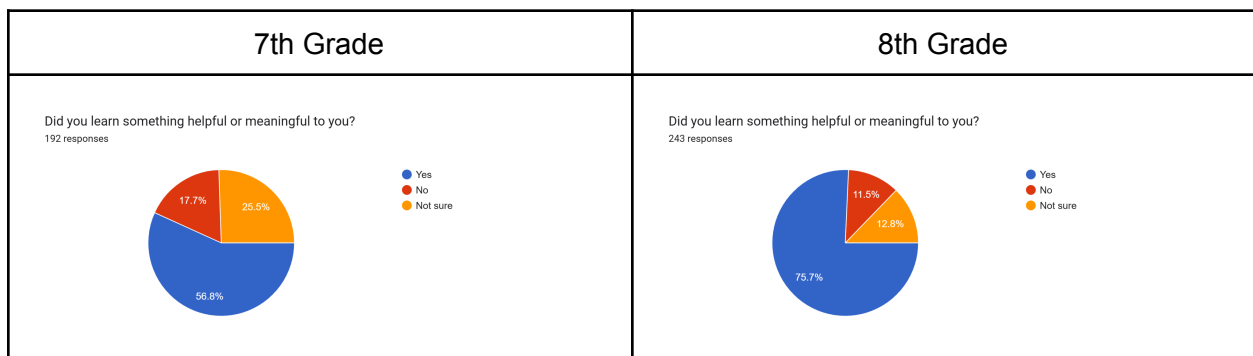 7th Grade
8th Grade
Did you learn something helpful or meaningful to you?
192 responses
Yes
No
Not sure
17.7%
25.5%
56.8%
Did you learn something helpful or meaningful to you?
243 responses
Yes
No
Not sure
11.5%
12.8%
75.7%